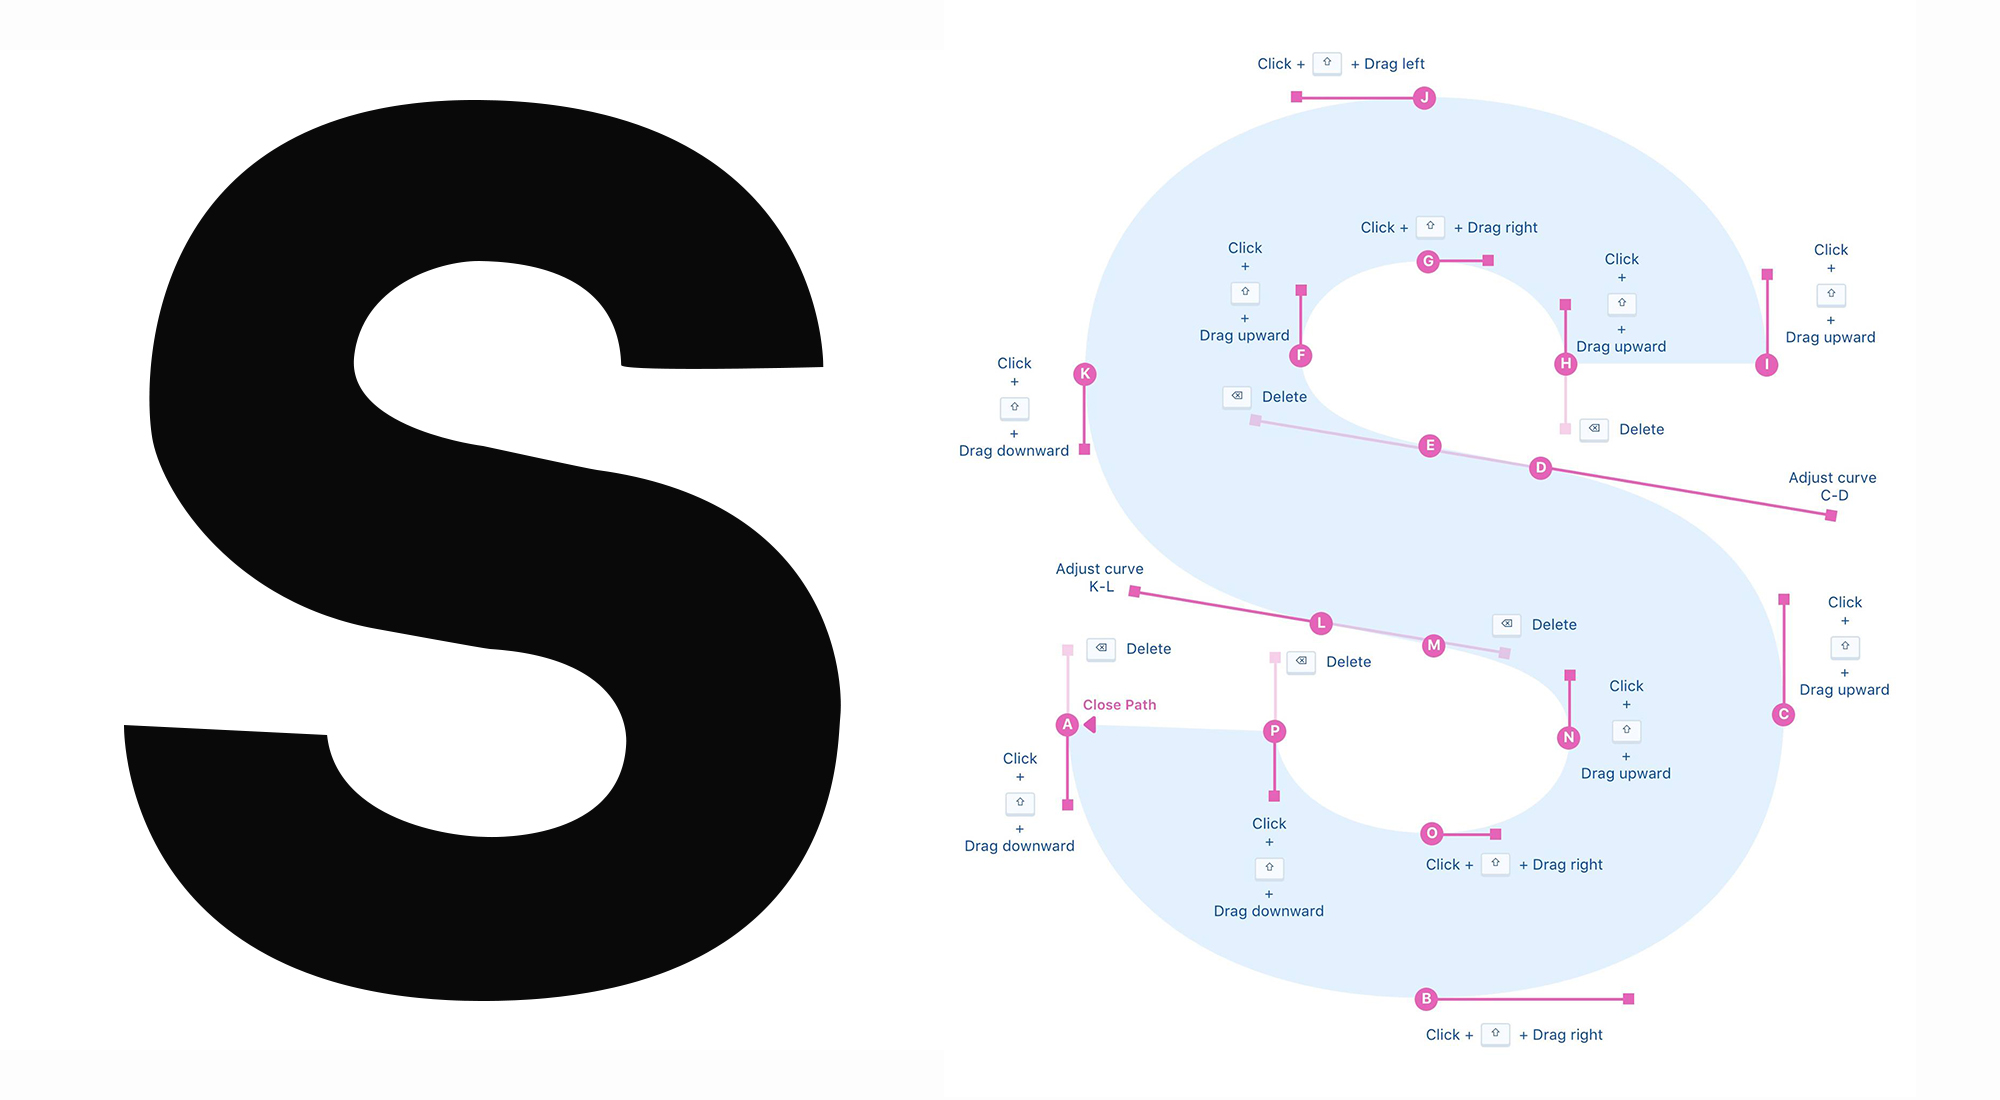 S
Click + ⇧ + Drag left
J
Click + ⇧ + Drag right
G
Click
+
⇧
+
Drag upward
F
Click
+
⇧
+
Drag upward
H
Click
+
⇧
+
Drag upward
I
Click
+
⇧
+
Drag downward
K
⌫ Delete
⌫ Delete
E
D
Adjust curve
C-D
Adjust curve
K-L
L
M
⌫ Delete
⌫ Delete
⌫ Delete
Click
+
⇧
+
Drag upward
C
Close Path
A
P
Click
+
⇧
+
Drag upward
N
Click
+
⇧
+
Drag downward
Click
+
⇧
+
Drag downward
O
Click + ⇧ + Drag right
B
Click + ⇧ + Drag right